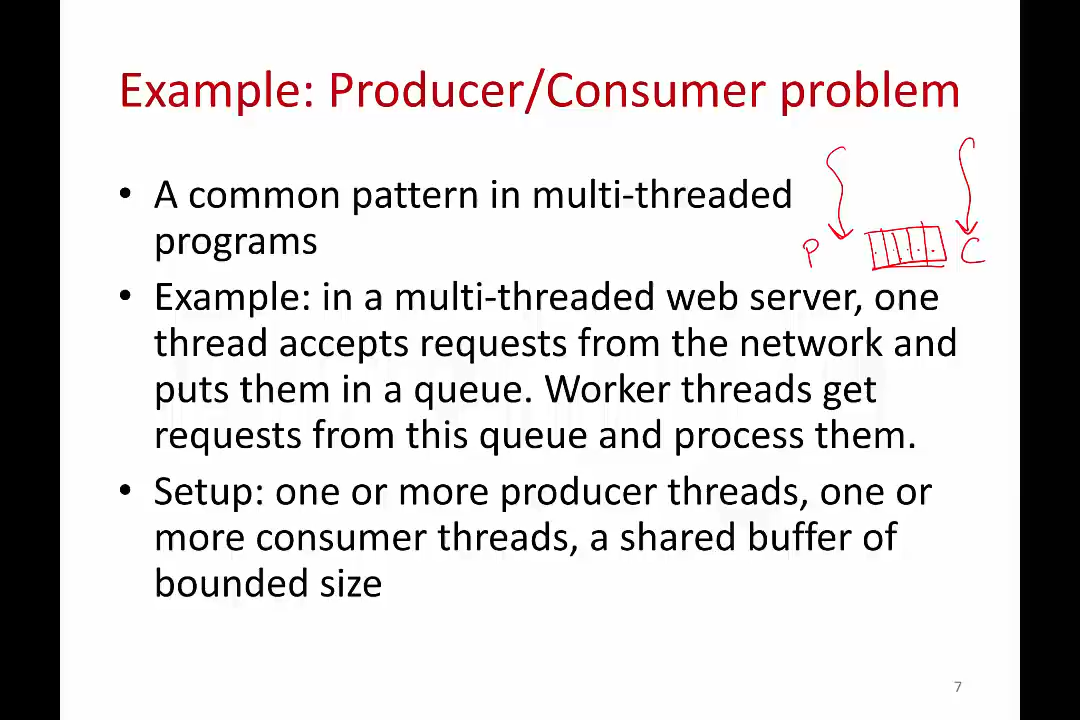 Example: Producer/Consumer problem
• A common pattern in multi-threaded
programs
P
C
• Example: in a multi-threaded web server, one
thread accepts requests from the network and
puts them in a queue. Worker threads get
requests from this queue and process them.
• Setup: one or more producer threads, one or
more consumer threads, a shared buffer of
bounded size
7